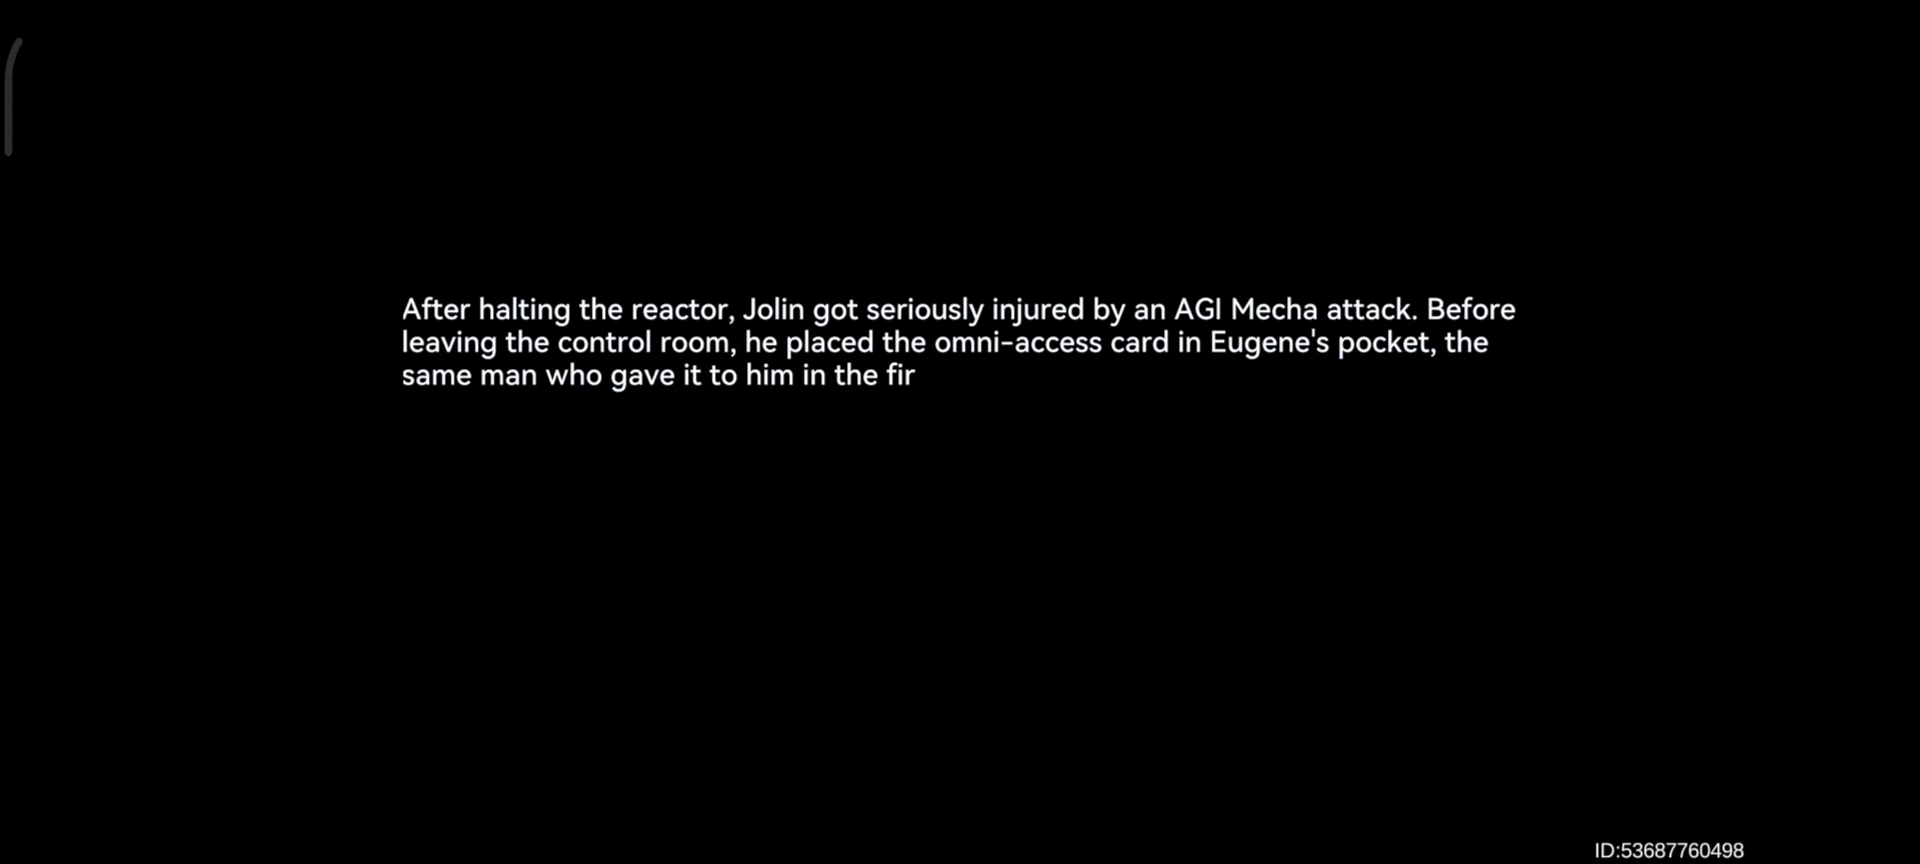 After halting the reactor, Jolin got seriously injured by an AGI Mecha attack. Before
leaving the control room, he placed the omni-access card in Eugene's pocket, the
same man who gave it to him in the fir
ID:53687760498